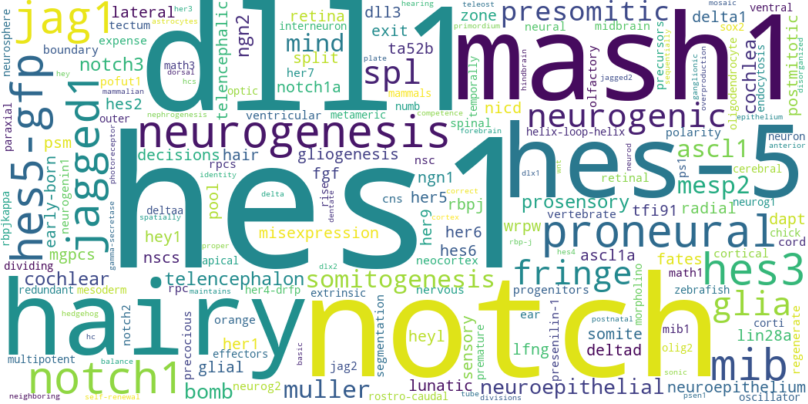 neurosphere
jag1
lateral her3
tectum astrocytes
math3
dorsal
hcs
boundary
expense
hey
notch3
pofut1
mammalian
hes2
outer
nephrogenesis
paraxial
hes5-gfp
psm
jagged1
photoreceptor
telencephalic
ngn2
optic
dll1
retina dll3
interneuron
mind exit
split ta52b
her7 spl
notch1a
mammals
ventricular numb
metameric
nicd
spinal
hearing teleost
plate primordium
presomitic
zone delta1
neural midbrain
competence
temporally
hindbrain
olfactory
jagged2
forebrain
mash1
mosaic ventral
sox2
precursors
sequentially
ganglionic
overproduction
oligodendrocyte
cochlea
endocytosis
postmitotic
disorganized
neurogenesis
neurogenic
epithelium
helix-loop-helix polarity neuron
anterior
decisions hair gliogenesis
rpcs nsc
identity
fgf
rise
dentate
ngn1
cns her5 rbpj
correct
cortex
delta
deltaa
spatially
pool
misexpression
nscs
hey1
proper
apical
dlx2
neocortex
her9
her6
hes6
hes1
hes-5
neurod
ps1
ascl1
retinal cerebral
dlx1
mesp2 neurog1
act
prosensory
vertebrate tfi91 radial
wrpw
proneural
dapt
chick
cord
rbp-j
hes4
ascl1a
fates cortical
math1
hes3
rbpjkappa
early-born
neurogenin1
mgpcs
gamma-secretase
dividing
cochlear
redundant mesoderm
rpc
maintains
telencephalon
her4-drfp
somitogenesis
nervous
fringe
progenitors
zebrafish
morpholino
glia
hairy
hedgehog
hc
notch2
precocious
extrinsic
orange
her1
effectors
glial
basic
jag2
segmentation
heyl
notch
sensory
premature
lfng
ear
presenilin-1
postnatal
somite
deltad
mib1
olig2
sonic
corti
lin28a
regenerate
mib
multipotent
balance
notch1
neighboring
self-renewal
bomb
neurog2
muller
lunatic
rostro-caudal
neuroepithelial
tube divisions
neuroepithelium
psen1 oscillator